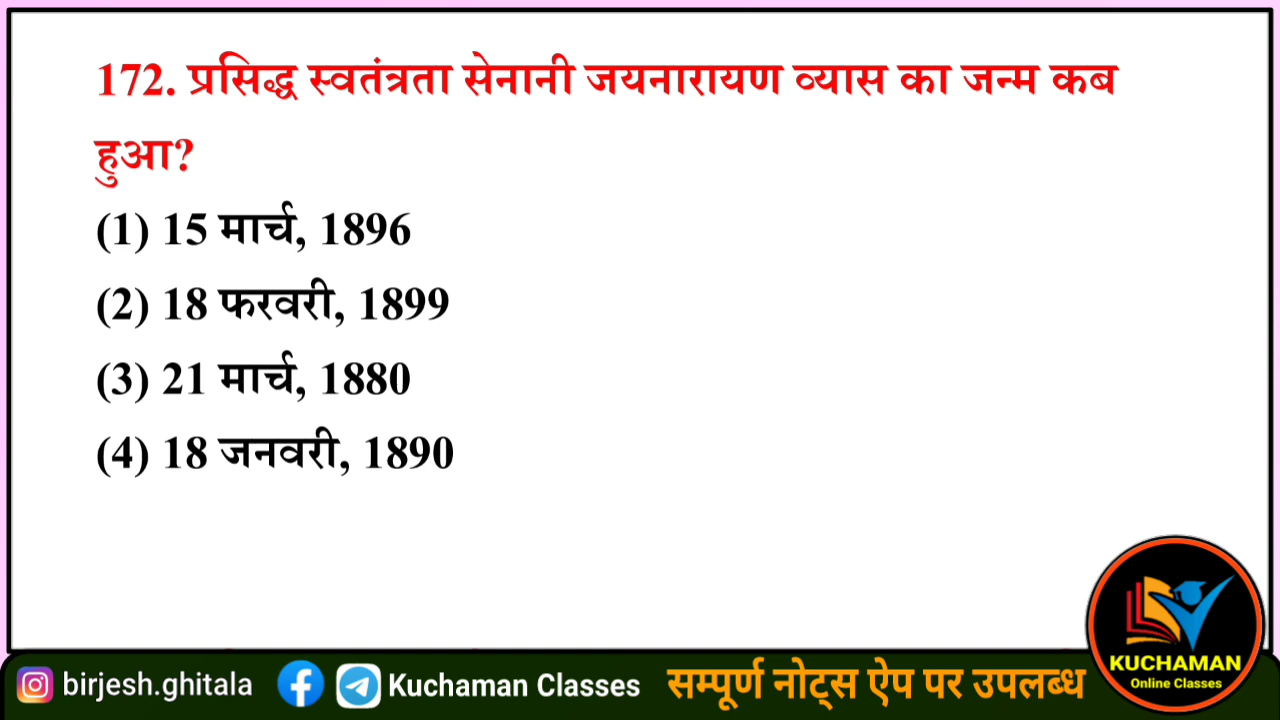 172. प्रसिद्ध स्वतंत्रता सेनानी जयनारायण व्यास का जन्म कब
हुआ?
(1) 15 मार्च, 1896
(2) 18 फरवरी, 1899
(3) 21 मार्च, 1880
(4) 18 जनवरी, 1890
KUCHAMAN
Online Classes
birjesh.ghitala
Kuchaman Classes
सम्पूर्ण नोट्स ऐप पर उपलब्ध